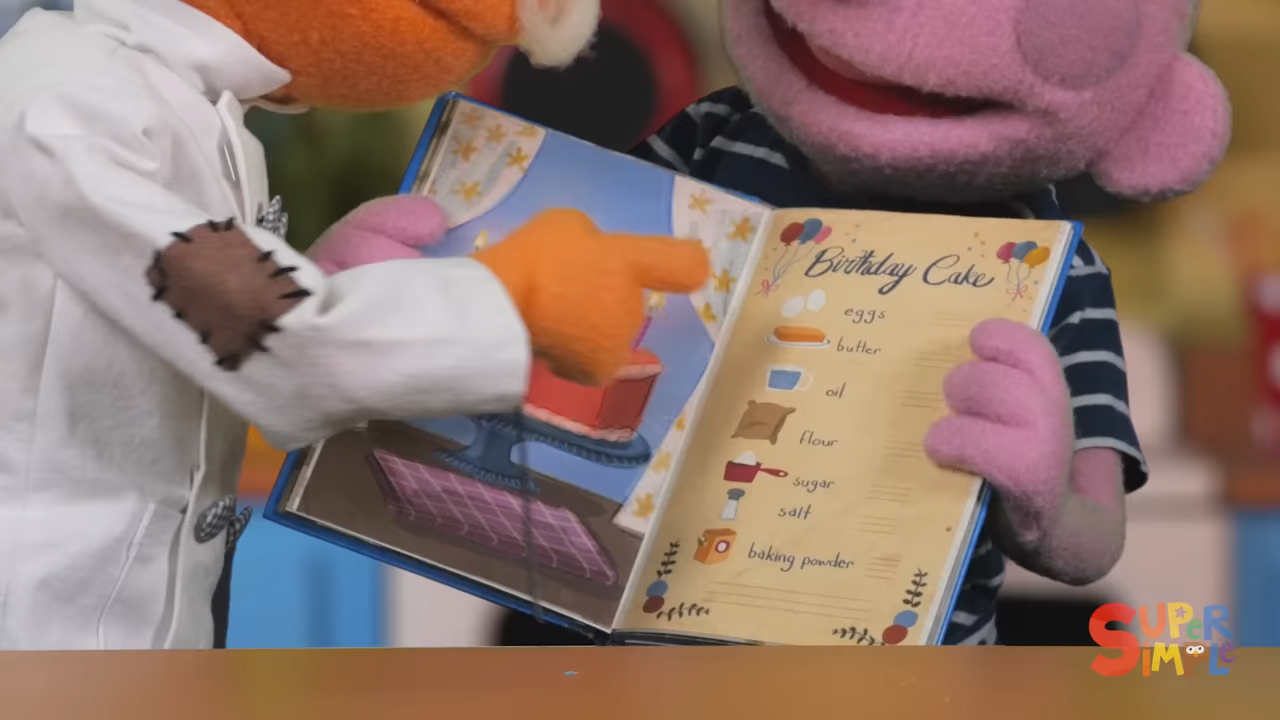 Birthday Cake
eggs
butter
oil
flour
sugar
salt
baking powder
SUPER
SIMPLE